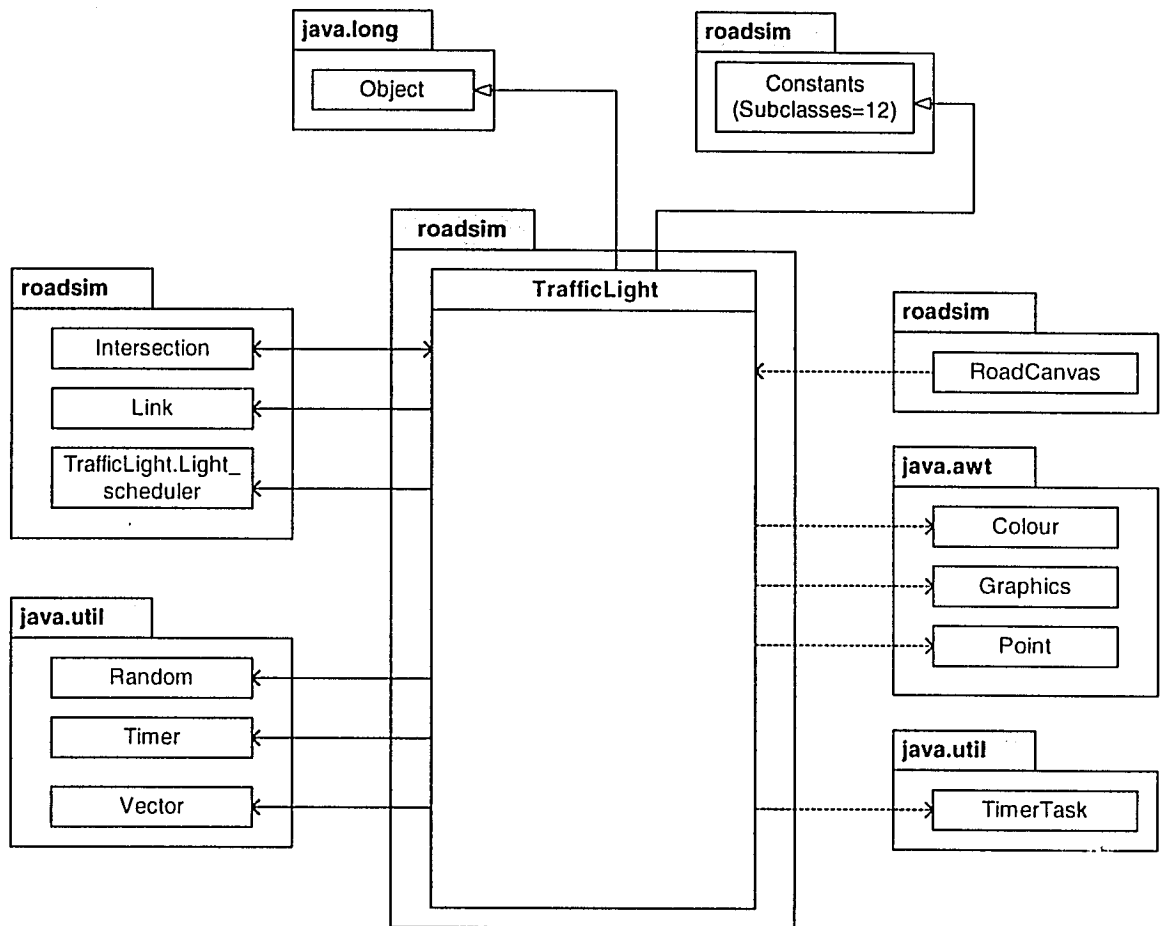 java.long
Object
roadsim
Constants
(Subclasses=12)
roadsim
TrafficLight
roadsim
Intersection
Link
TrafficLight.Light_
scheduler
java.util
Random
Timer
Vector
roadsim
RoadCanvas
java.awt
Colour
Graphics
Point
java.util
TimerTask